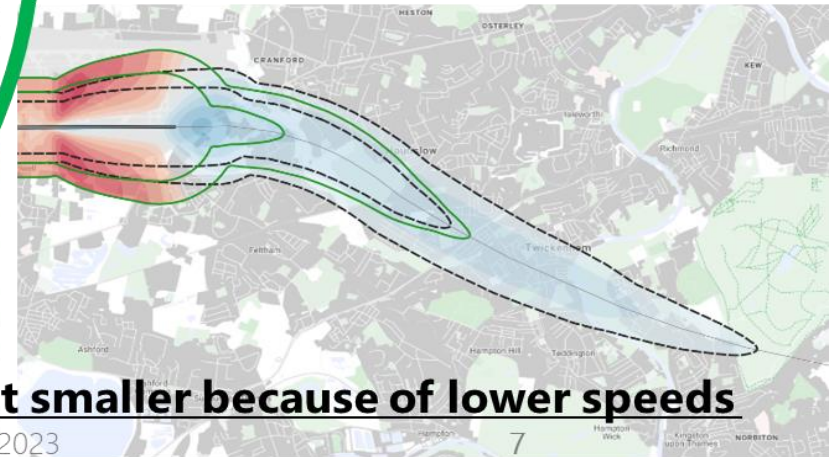 HESTON
OSTERLEY
CRANFORD
KEW
Isleworth
Richmond
Feltham
Twickenham
Ashford
Hampton Hill
Teddington
t smaller because of lower speeds
2023
7
Hampton
Hampton
Wick
Kingston
upon Thames
NORBITON